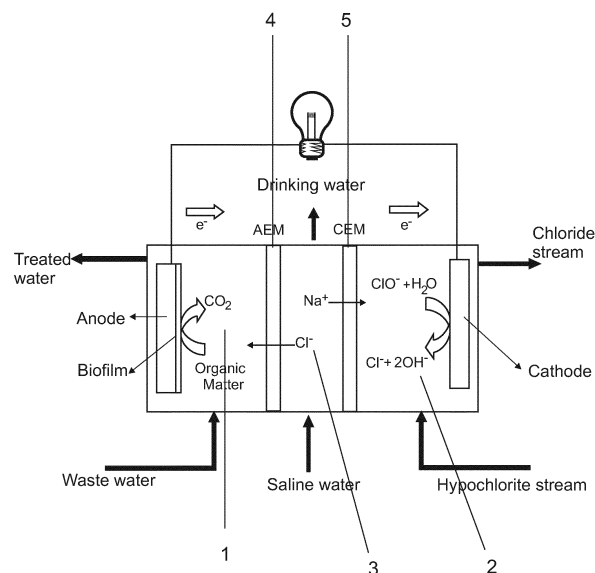 4
5
Drinking water
e-
AEM
CEM
e-
Treated
water
Chloride
stream
CO2
Na+
ClO- +H2O
Anode
Cl-
Biofilm
Organic
Matter
Cl-+ 2OH-
Cathode
Waste water
Saline water
Hypochlorite stream
1
3
2